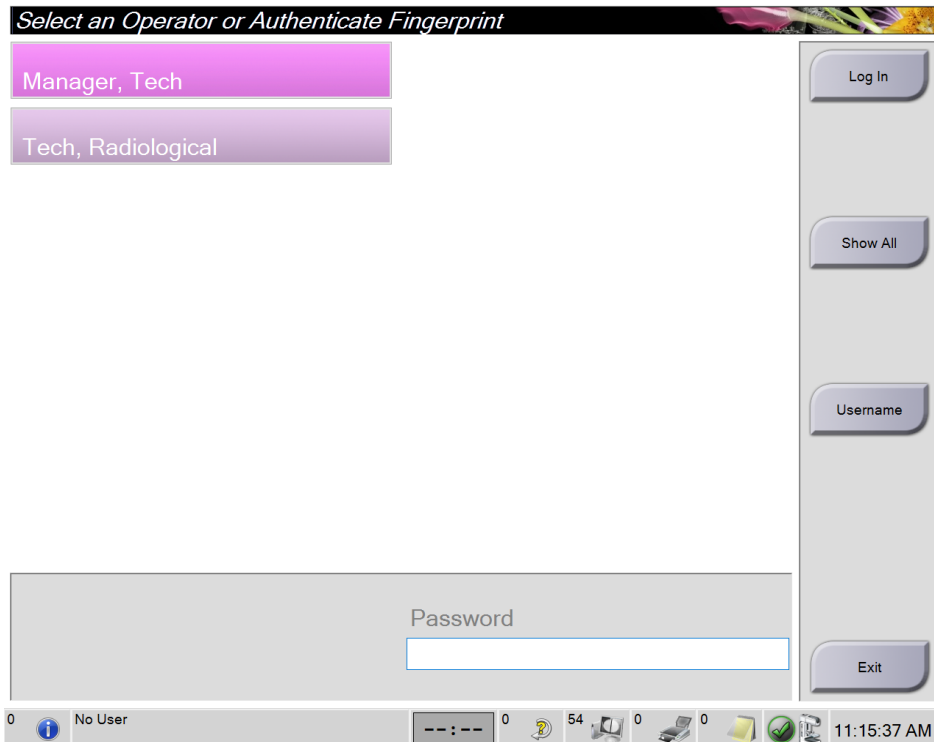 Select an Operator or Authenticate Fingerprint
Manager, Tech
Log In
Tech, Radiological
Show All
Username
Password
Exit
0
No User
--:--
0
54
0
0
11:15:37 AM